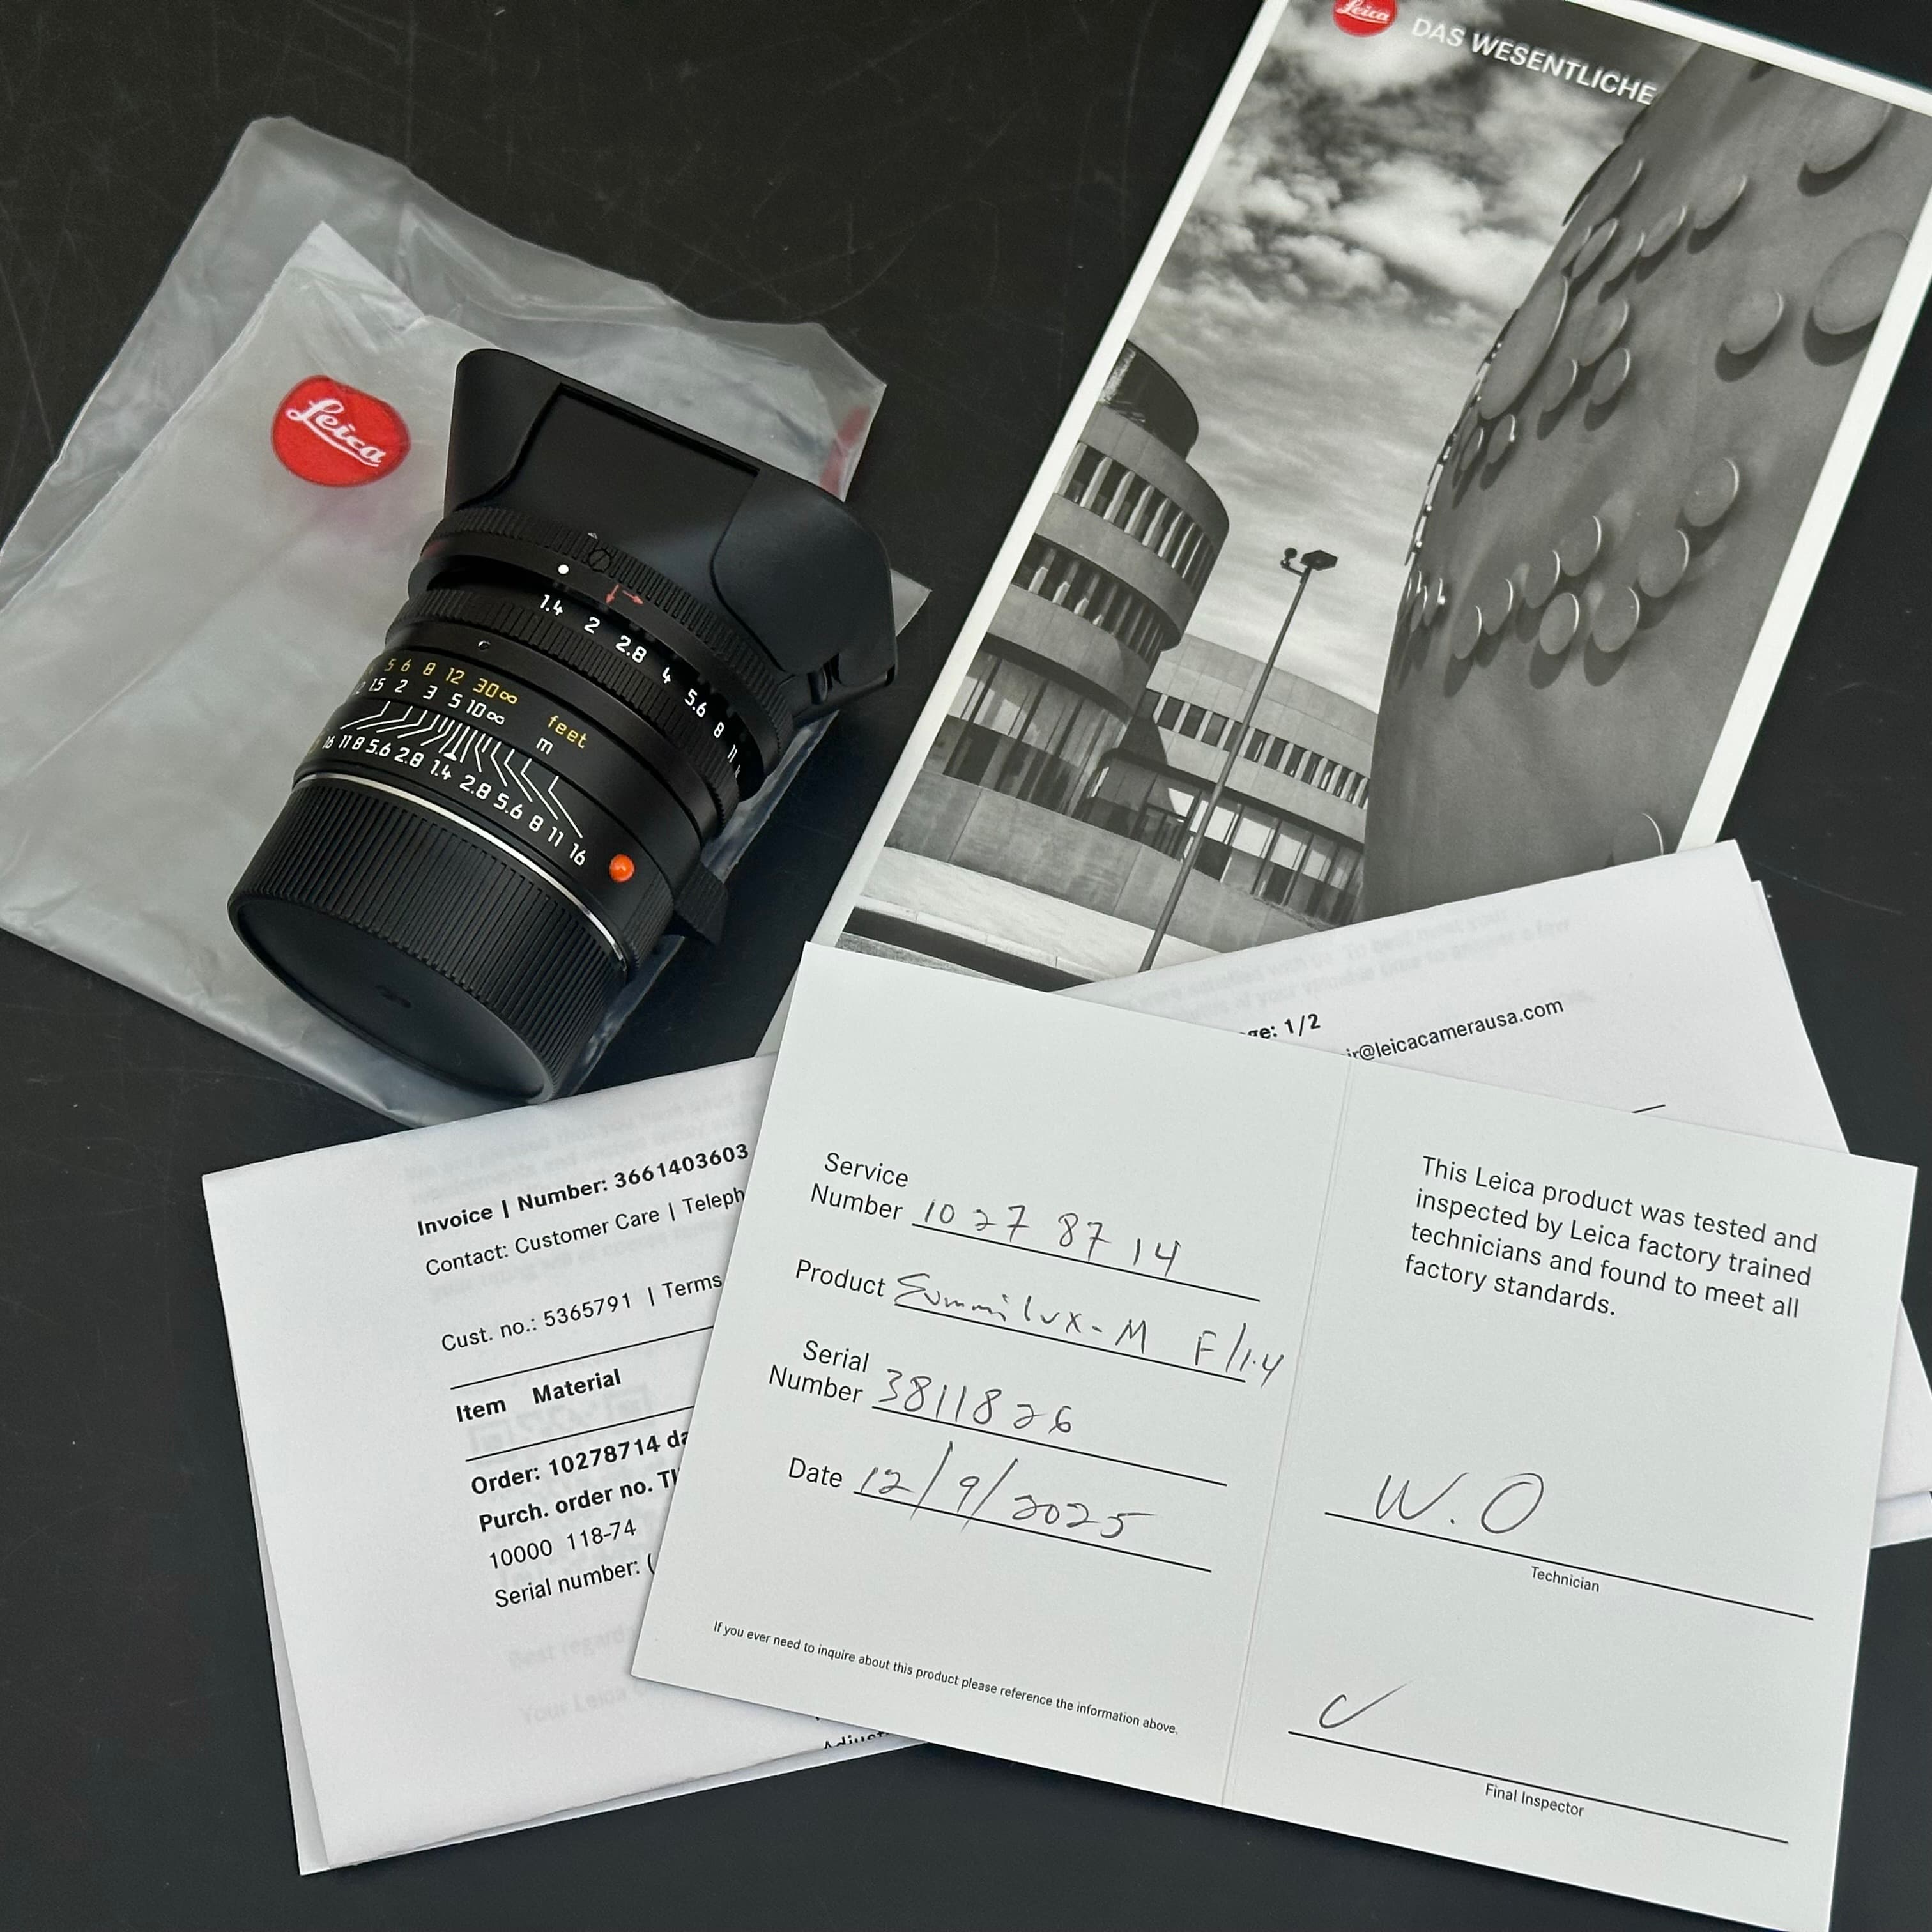 Leica
DAS WESENTLICHE
Leica
1.4 2 2.8 4 5.6 8 11
5 6 8 12 30 ∞ feet
1.5 2 3 5 10 ∞ m
16 11 8 5.6 2.8 1.4 2.8 5.6 8 11 16
1/2
@leicacamerausa.com
Invoice | Number: 3661403603
Contact: Customer Care |
Cust. no.: 5365791 | Terms
Item Material
Order: 10278714
Purch. order no.
10000 118-74
Serial number: (
Service
Number 10278714
Product Summilux-M F/1.4
Serial
Number 3811826
Date 12/9/2025
If you ever need to inquire about this product please reference the information above.
This Leica product was tested and
inspected by Leica factory trained
technicians and found to meet all
factory standards.
W.O
Technician
Final Inspector